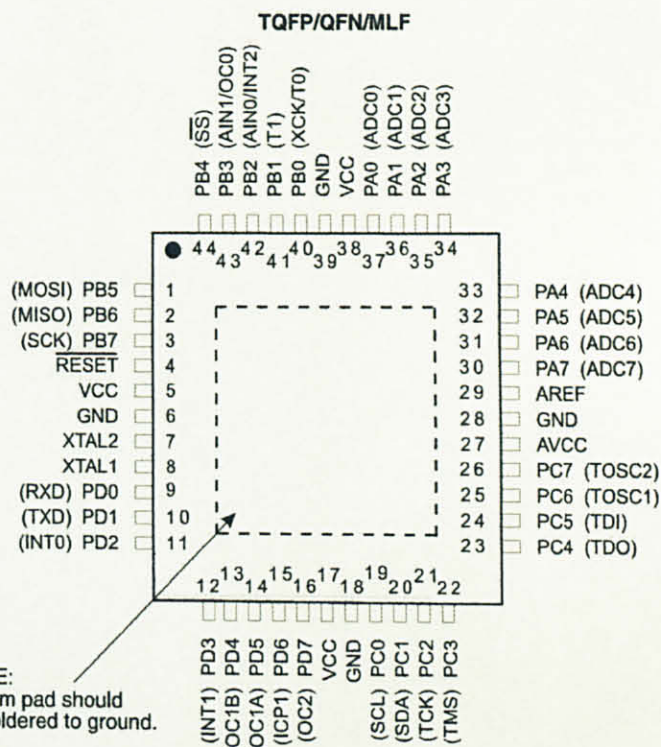 TQFP/QFN/MLF
PB4 (SS)
PB3 (AIN1/OC0)
PB2 (AIN0/INT2)
PB1 (T1)
PB0 (XCK/T0)
GND
VCC
PA0 (ADC0)
PA1 (ADC1)
PA2 (ADC2)
PA3 (ADC3)
44 43 42 41 40 39 38 37 36 35 34
(MOSI) PB5 1
(MISO) PB6 2
(SCK) PB7 3
RESET 4
VCC 5
GND 6
XTAL2 7
XTAL1 8
(RXD) PD0 9
(TXD) PD1 10
(INT0) PD2 11
33 PA4 (ADC4)
32 PA5 (ADC5)
31 PA6 (ADC6)
30 PA7 (ADC7)
29 AREF
28 GND
27 AVCC
26 PC7 (TOSC2)
25 PC6 (TOSC1)
24 PC5 (TDI)
23 PC4 (TDO)
12 13 14 15 16 17 18 19 20 21 22
(INT1) PD3
OC1B) PD4
OC1A) PD5
(ICP1) PD6
(OC2) PD7
VCC
GND
(SCL) PC0
(SDA) PC1
(TCK) PC2
(TMS) PC3
E:
m pad should
oldered to ground.